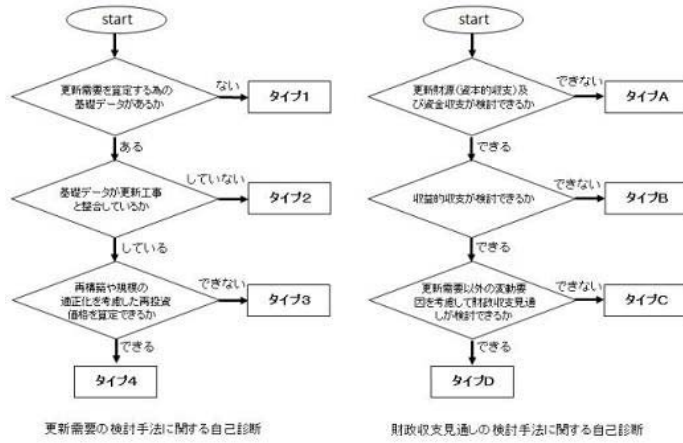 start
更新需要を算定する為の
基礎データがあるか
ない
タイプ1
ある
基礎データが更新工事
と整合しているか
していない
タイプ2
している
再構築や規模の
適正化を考慮した再投資
価格を算定できるか
できない
タイプ3
できる
タイプ4
更新需要の検討手法に関する自己診断
start
更新財源(資本的収支)及
び資金収支が検討できるか
できない
タイプA
できる
収益的収支が検討できるか
できない
タイプB
できる
更新需要以外の変動要
因を考慮して財政収支見通
しが検討できるか
できない
タイプC
できる
タイプD
財政収支見通しの検討手法に関する自己診断